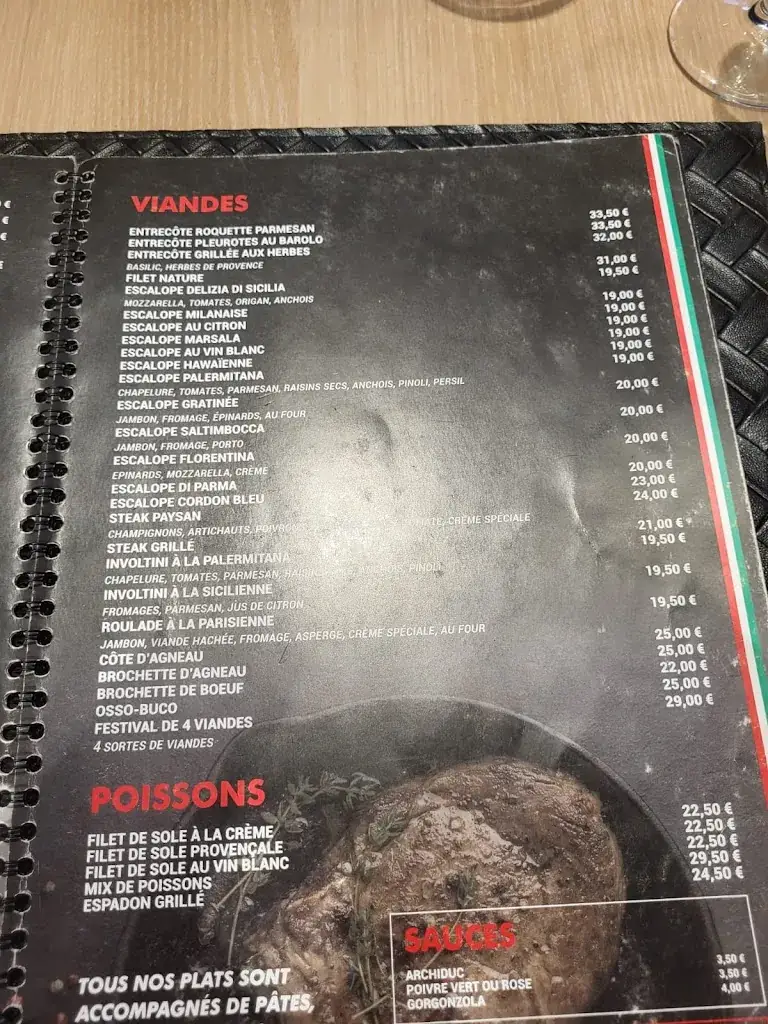 VIANDES
ENTRECÔTE ROQUETTE PARMESAN 33,50 €
ENTRECÔTE PLEUROTES AU BAROLO 33,50 €
ENTRECÔTE GRILLÉE AUX HERBES 32,00 €
BASILIC, HERBES DE PROVENCE
FILET NATURE 31,00 €
ESCALOPE DELIZIA DI SICILIA 19,50 €
MOZZARELLA, TOMATES, ORIGAN, ANCHOIS
ESCALOPE MILANAISE 19,00 €
ESCALOPE AU CITRON 19,00 €
ESCALOPE MARSALA 19,00 €
ESCALOPE AU VIN BLANC 19,00 €
ESCALOPE HAWAÏENNE 19,00 €
ESCALOPE PALERMITANA 19,00 €
CHAPELURE, TOMATES, PARMESAN, RAISINS SECS, ANCHOIS, PINOLI, PERSIL
ESCALOPE GRATINÉE 20,00 €
JAMBON, FROMAGE, ÉPINARDS, AU FOUR
ESCALOPE SALTIMBOCCA 20,00 €
JAMBON, FROMAGE, PORTO
ESCALOPE FLORENTINA 20,00 €
EPINARDS, MOZZARELLA, CRÈME
ESCALOPE DI PARMA 20,00 €
ESCALOPE CORDON BLEU 23,00 €
STEAK PAYSAN 24,00 €
CHAMPIGNONS, ARTICHAUTS, CRÈME SPÉCIALE
STEAK GRILLÉ 21,00 €*
INVOLTINI À LA PALERMITANA 19,50 €
CHAPELURE, TOMATES, PARMESAN, PINOLI
INVOLTINI À LA SICILIENNE 19,50 €
FROMAGES, PARMESAN, JUS DE CITRON
ROULADE À LA PARISIENNE 19,50 €
JAMBON, VIANDE HACHÉE, FROMAGE, ASPERGE, CRÈME SPÉCIALE, AU FOUR
CÔTE D'AGNEAU 25,00 €
BROCHETTE D'AGNEAU 25,00 €
BROCHETTE DE BOEUF 22,00 €
OSSO-BUCO 25,00 €
FESTIVAL DE 4 VIANDES 29,00 €
4 SORTES DE VIANDES
POISSONS
FILET DE SOLE À LA CRÈME 22,50 €
FILET DE SOLE PROVENÇALE 22,50 €
FILET DE SOLE AU VIN BLANC 22,50 €
MIX DE POISSONS 29,50 €
ESPADON GRILLÉ 24,50 €
SAUCES
ARCHIDUC 3,50 €
POIVRE VERT OU ROSE 3,50 €
GORGONZOLA 4,00 €
TOUS NOS PLATS SONT
ACCOMPAGNÉS DE PÂTES,